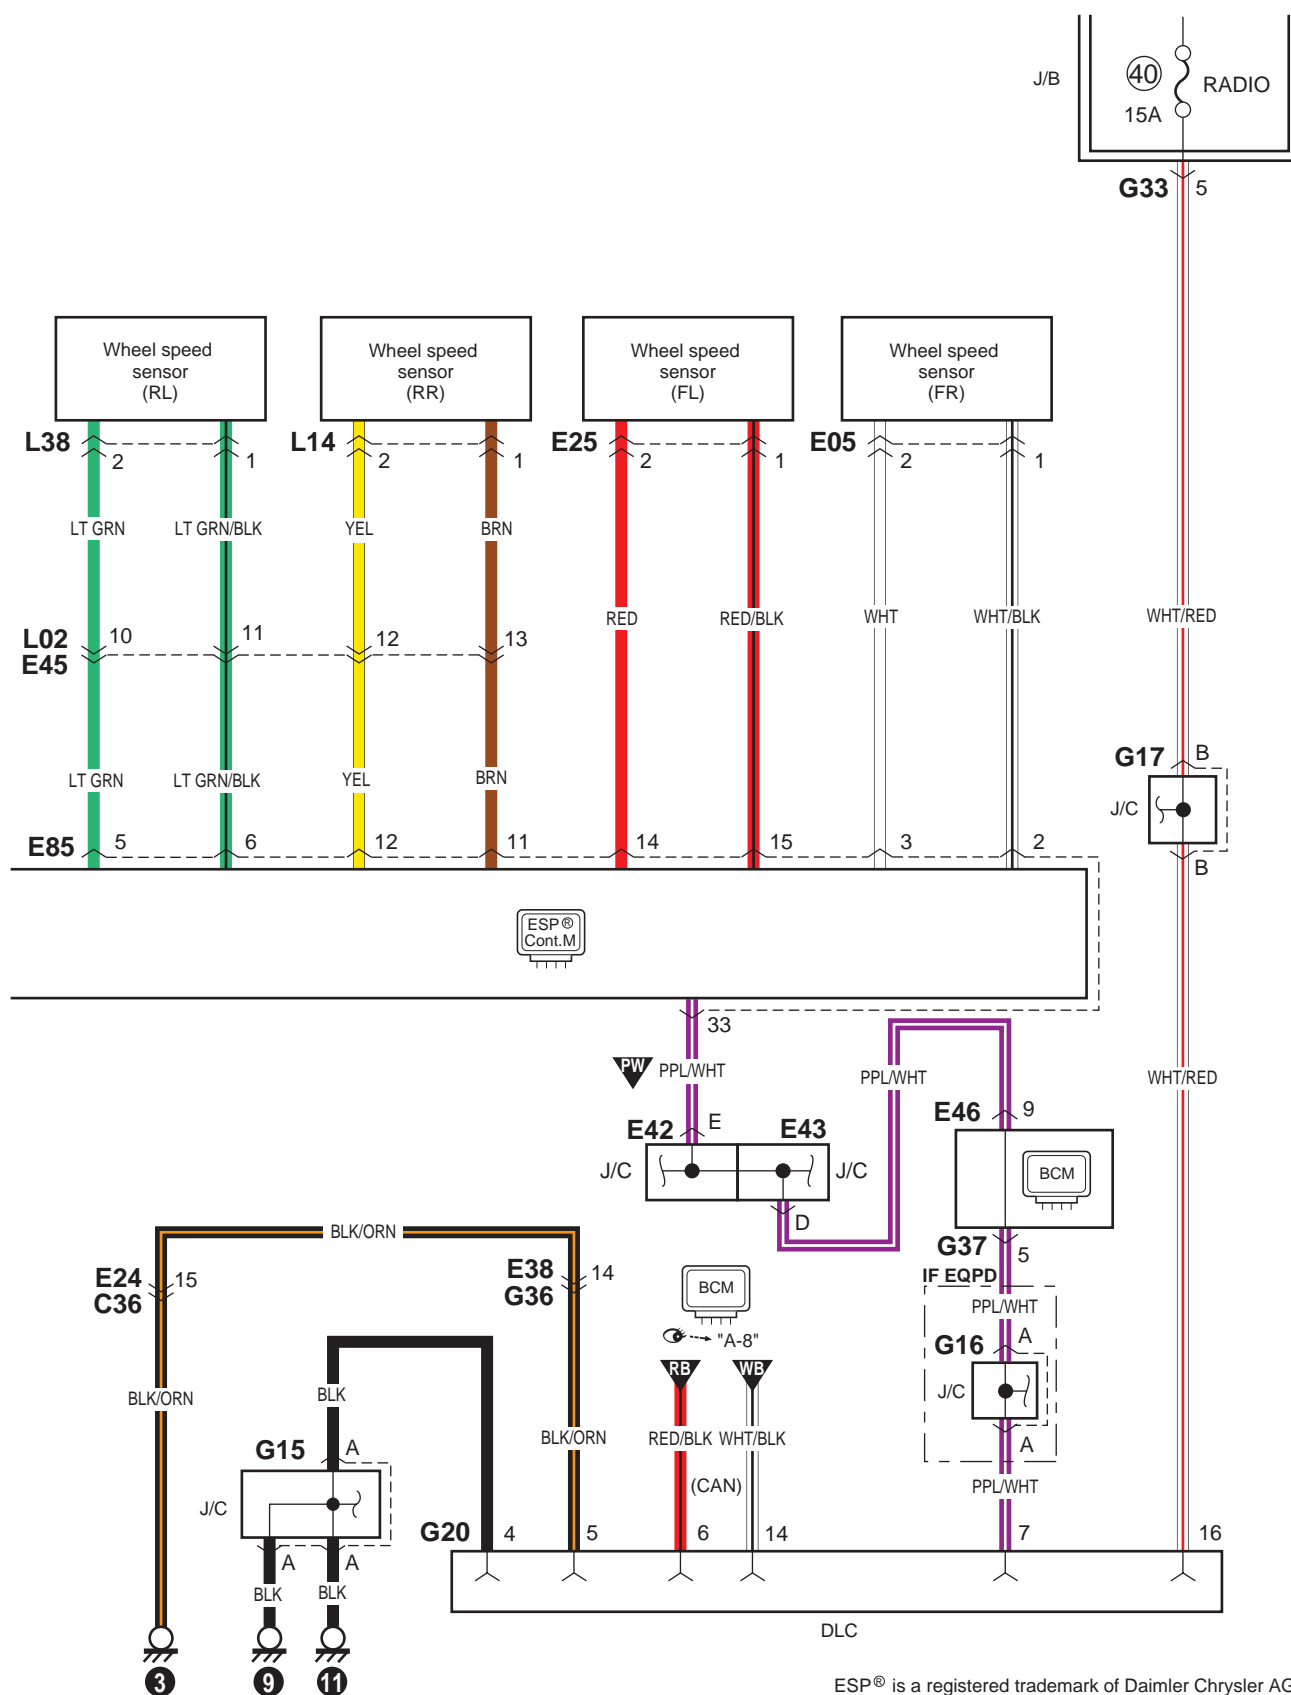 J/B
40
15A
RADIO
G33 5
Wheel speed
sensor
(RL)
Wheel speed
sensor
(RR)
Wheel speed
sensor
(FL)
Wheel speed
sensor
(FR)
L38 2 1
L14 2 1
E25 2 1
E05 2 1
LT GRN LT GRN/BLK YEL BRN
RED RED/BLK WHT WHT/BLK WHT/RED
L02 10 11 12 13
E45
LT GRN LT GRN/BLK YEL BRN
G17 B
J/C
B
E85 5 6 12 11 14 15 3 2
ESP®
Cont.M
33
PW PPL/WHT PPL/WHT WHT/RED
E42 E E43
J/C J/C
D
E46 9
BCM
G37 5
IF EQPD
PPL/WHT
G16 A
J/C
A
PPL/WHT
BLK/ORN
E24 15
C36
E38 14
G36
BCM
"A-8"
RB WB
BLK/ORN
BLK
BLK/ORN RED/BLK WHT/BLK
(CAN)
G15 A
J/C
A A
BLK BLK
G20 4 5 6 14 7 16
DLC
3 9 11
ESP® is a registered trademark of Daimler Chrysler AG